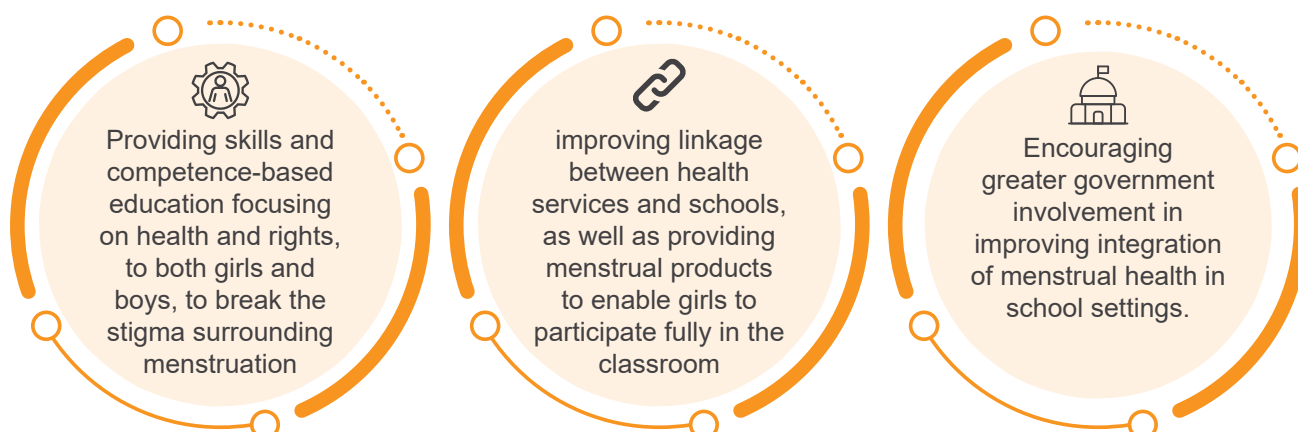 Providing skills and
competence-based
education focusing
on health and rights,
to both girls and
boys, to break the
stigma surrounding
menstruation
improving linkage
between health
services and schools,
as well as providing
menstrual products
to enable girls to
participate fully in the
classroom
Encouraging
greater government
involvement in
improving integration
of menstrual health in
school settings.